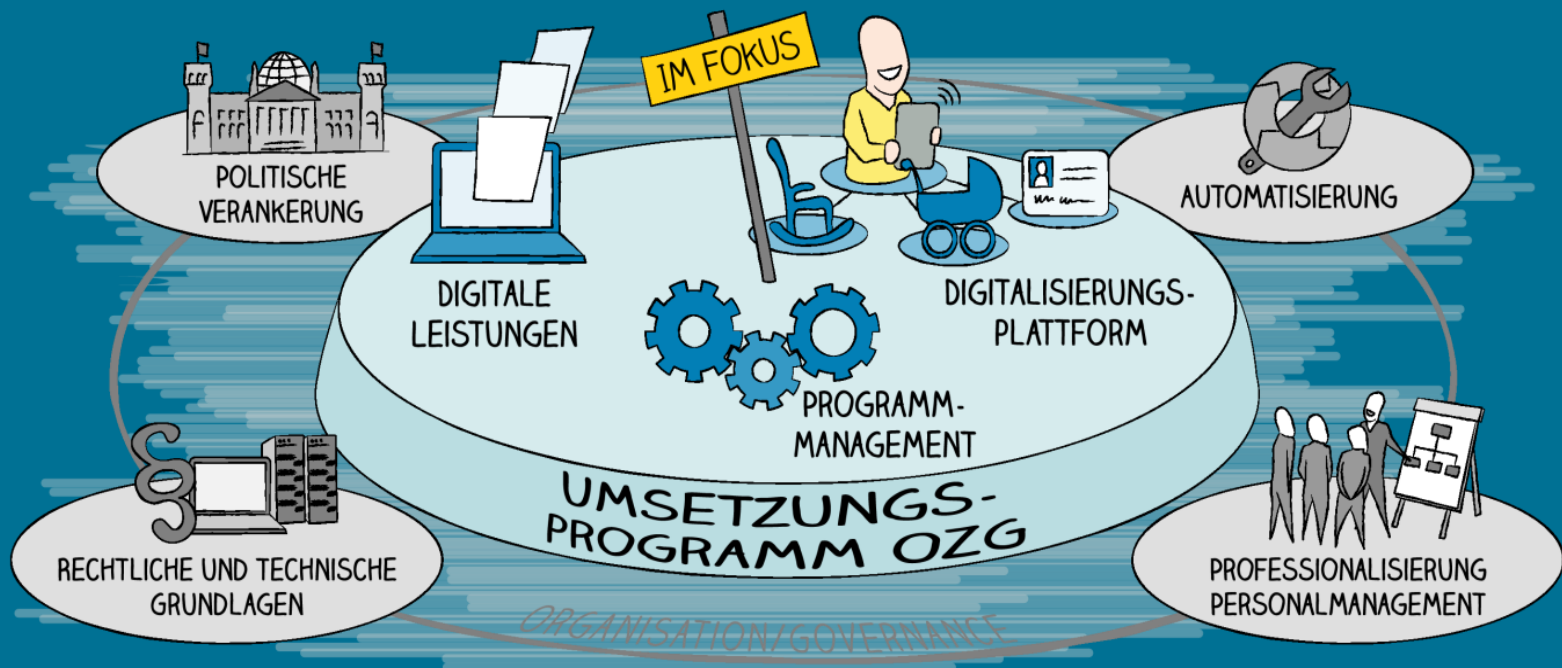 IM FOKUS
POLITISCHE
VERANKERUNG
AUTOMATISIERUNG
DIGITALE
LEISTUNGEN
DIGITALISIERUNGS-
PLATTFORM
PROGRAMM-
MANAGEMENT
UMSETZUNGS-
PROGRAMM OZG
RECHTLICHE UND TECHNISCHE
GRUNDLAGEN
PROFESSIONALISIERUNG
PERSONALMANAGEMENT
ORGANISATION/GOVERNANCE